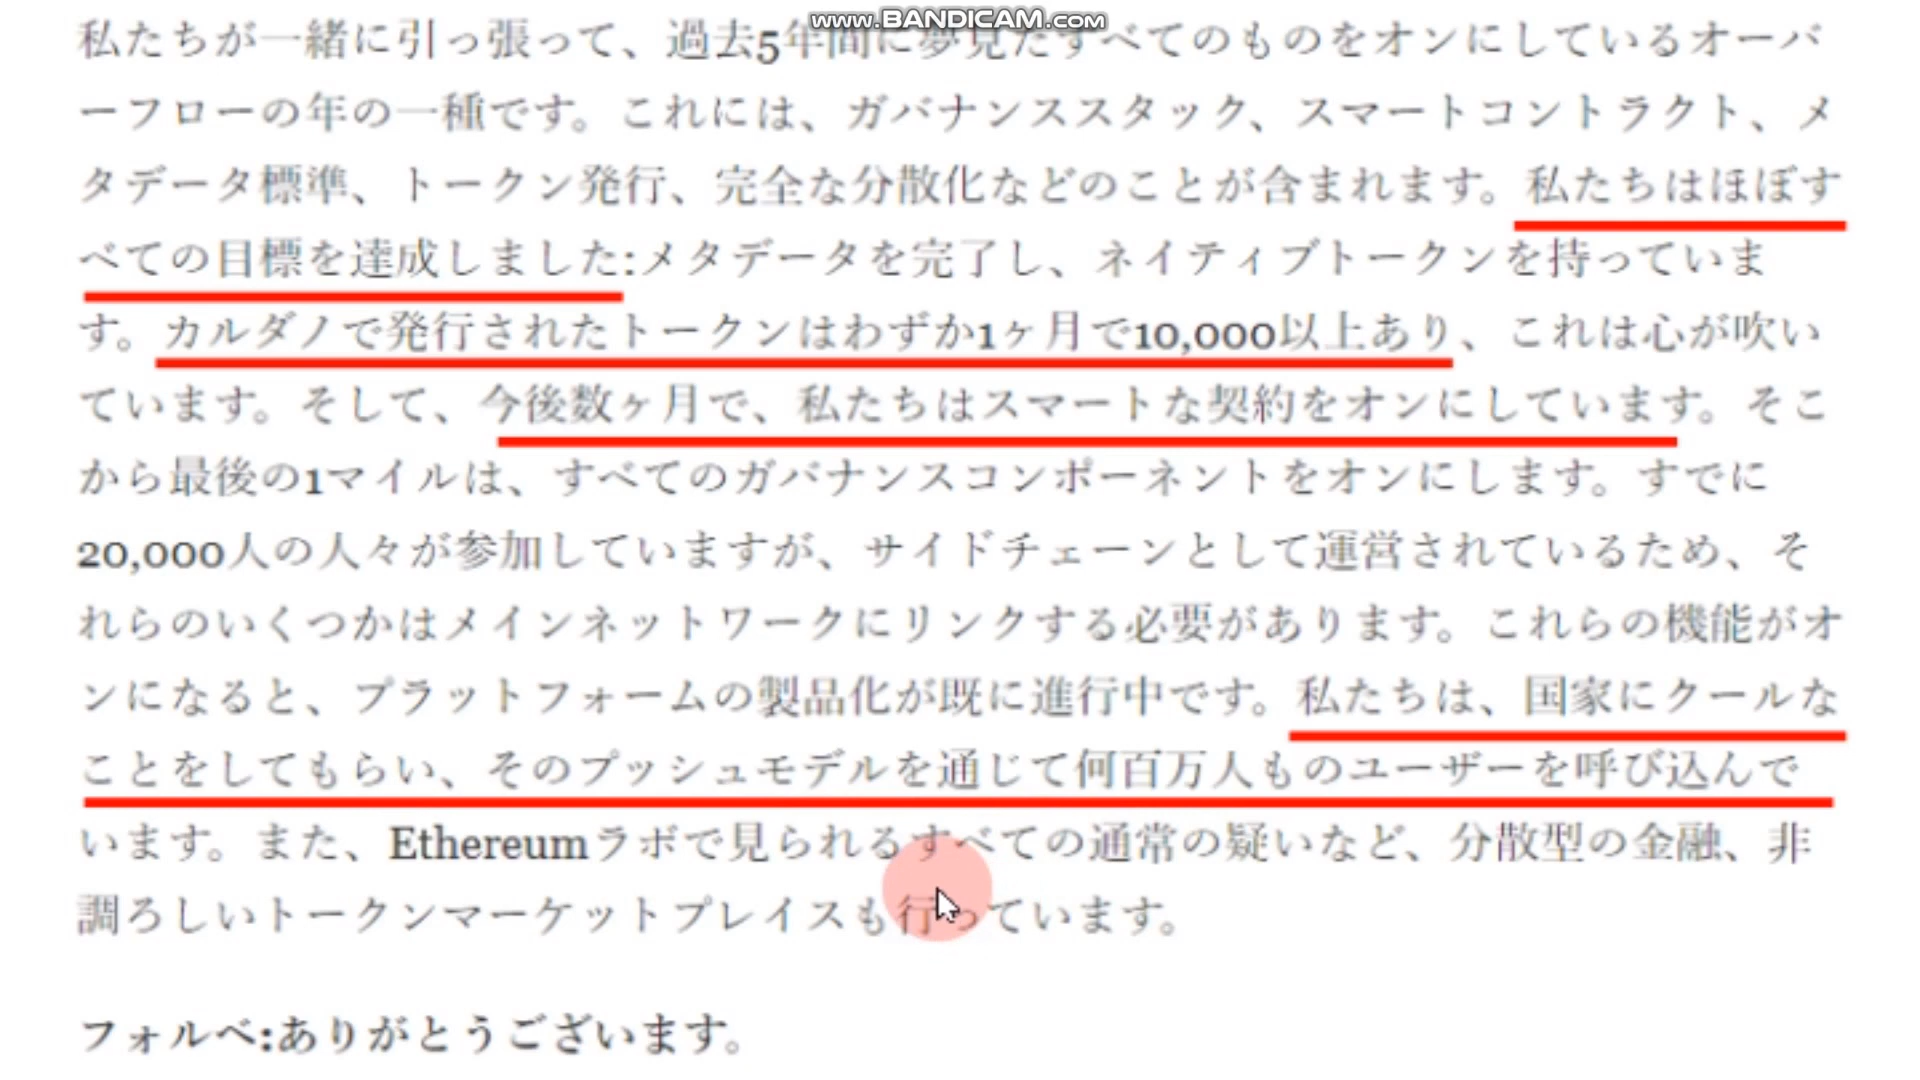 www.BANDICAM.com
私たちが一緒に引っ張って、過去5年間に夢見たすべてのものをオンにしているオーバ
ーフローの年の一種です。これには、ガバナンススタック、スマートコントラクト、メ
タデータ標準、トークン発行、完全な分散化などのことが含まれます。私たちはほぼす
べての目標を達成しました:メタデータを完了し、ネイティブトークンを持っていま
す。カルダノで発行されたトークンはわずか1ヶ月で10,000以上あり、これは心が吹い
ています。そして、今後数ヶ月で、私たちはスマートな契約をオンにしています。そこ
から最後の1マイルは、すべてのガバナンスコンポーネントをオンにします。すでに
20,000人の人々が参加していますが、サイドチェーンとして運営されているため、そ
れらのいくつかはメインネットワークにリンクする必要があります。これらの機能がオ
ンになると、プラットフォームの製品化が既に進行中です。私たちは、国家にクールな
ことをしてもらい、そのプッシュモデルを通じて何百万人ものユーザーを呼び込んで
います。また、Ethereumラボで見られるすべての通常の疑いなど、分散型の金融、非
調ろしいトークンマーケットプレイスも行っています。
フォルベ:ありがとうございます。